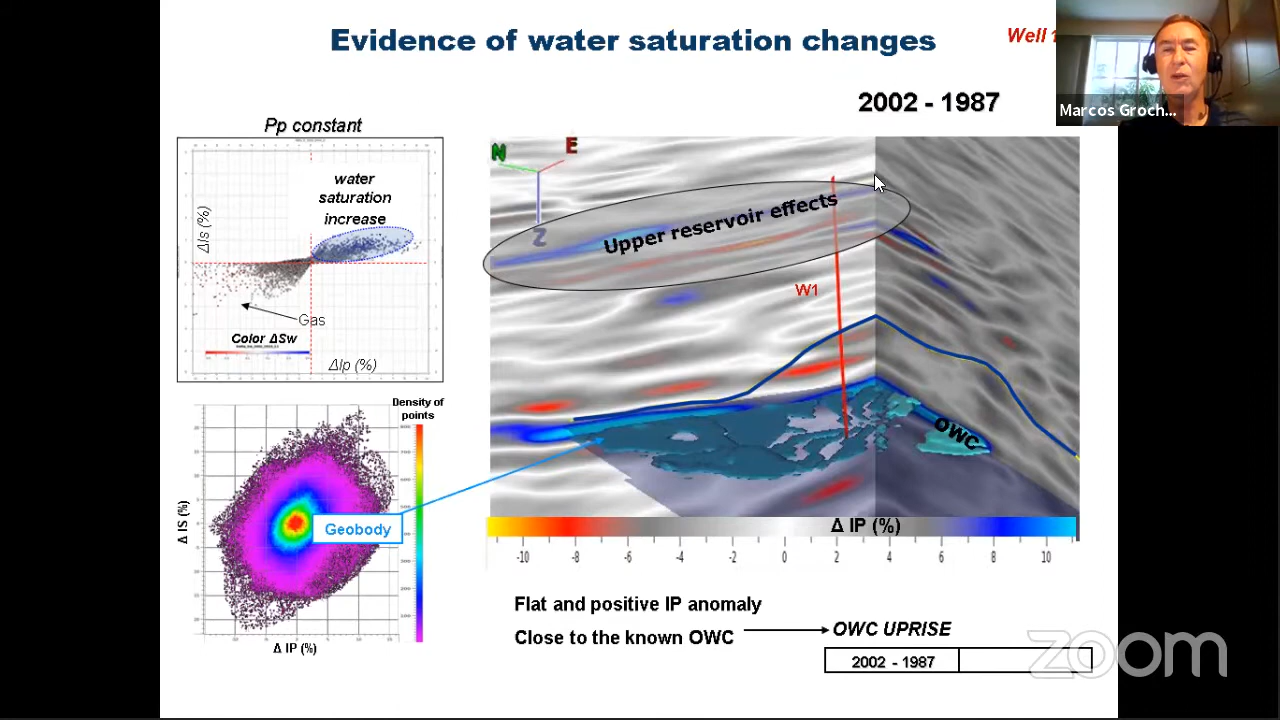 Evidence of water saturation changes
Well
2002 - 1987
Marcos Groch...
Pp constant
water
saturation
increase
ΔIs (%)
Gas
Color ΔSw
ΔIp (%)
N
E
Z
Upper reservoir effects
W1
OWC
Δ IP (%)
-10 -8 -6 -4 -2 0 2 4 6 8 10
Density of
points
Δ IS (%)
Geobody
Δ IP (%)
Flat and positive IP anomaly
Close to the known OWC
OWC UPRISE
2002 - 1987
zoom